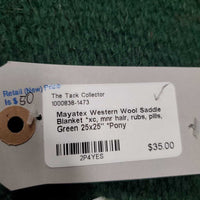 Retail (New) Price
Is $50
The Tack Collector
1000838-1473
Mayatex Western Wool Saddle
Blanket *xc, mnr hair, rubs, pills,
Green 25x25" *Pony
2P4YES
$35.00